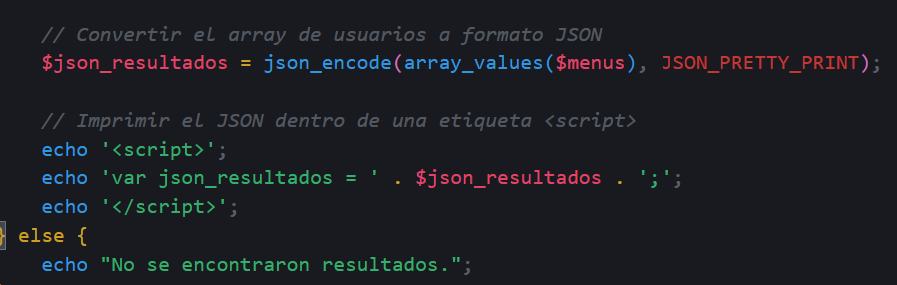 // Convertir el array de usuarios a formato JSON
$json_resultados = json_encode(array_values($menus), JSON_PRETTY_PRINT);
// Imprimir el JSON dentro de una etiqueta <script>
echo '<script>';
echo 'var json_resultados = ' . $json_resultados . ';';
echo '</script>';
} else {
echo "No se encontraron resultados.";